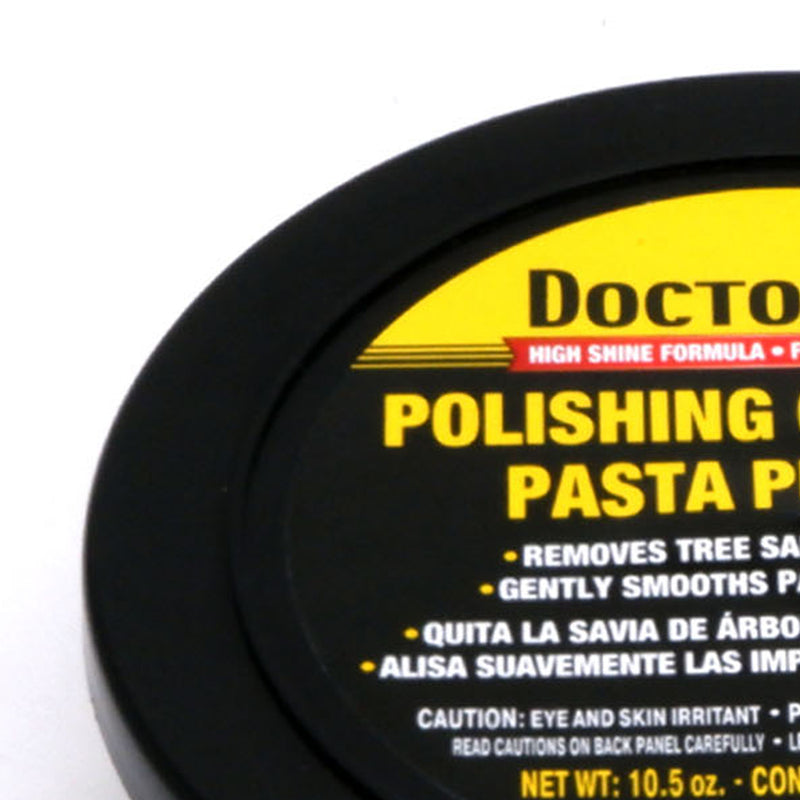 DOCTO
HIGH SHINE FORMULA • F
POLISHING
PASTA P
• REMOVES TREE SA
• GENTLY SMOOTHS PA
• QUITA LA SAVIA DE ÁRBO
• ALISA SUAVEMENTE LAS IMP
CAUTION: EYE AND SKIN IRRITANT • P
READ CAUTIONS ON BACK PANEL CAREFULLY • L
NET WT: 10.5 oz. - CON